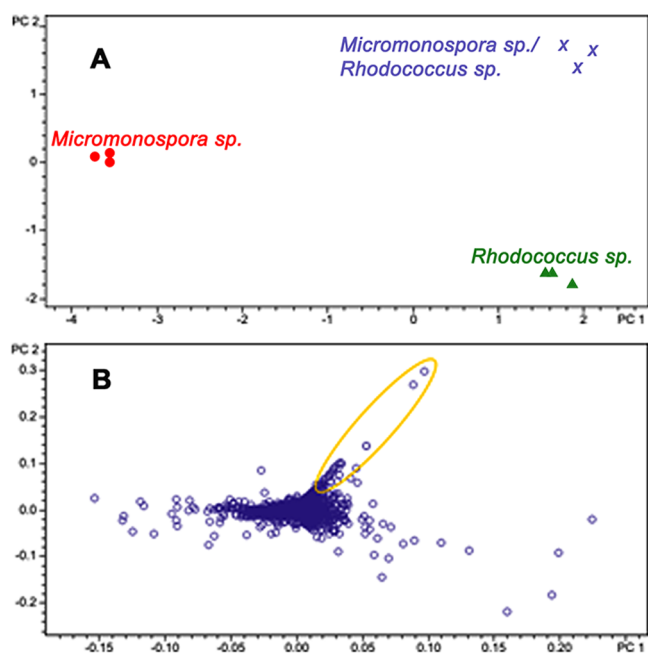 PC 2
A
Micromonospora sp./
Rhodococcus sp.
1
Micromonospora sp.
0
-1
Rhodococcus sp.
-2
-4 -3 -2 -1 0 1 2 PC 1
PC 2
B
0.3
0.2
0.1
0.0
-0.1
-0.2
-0.15 -0.10 -0.05 0.00 0.05 0.10 0.15 0.20 PC 1
x x
x